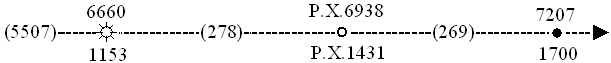 6660 P.X.6938 7207
(5507) (278) (269)
1153 P.X.1431 1700